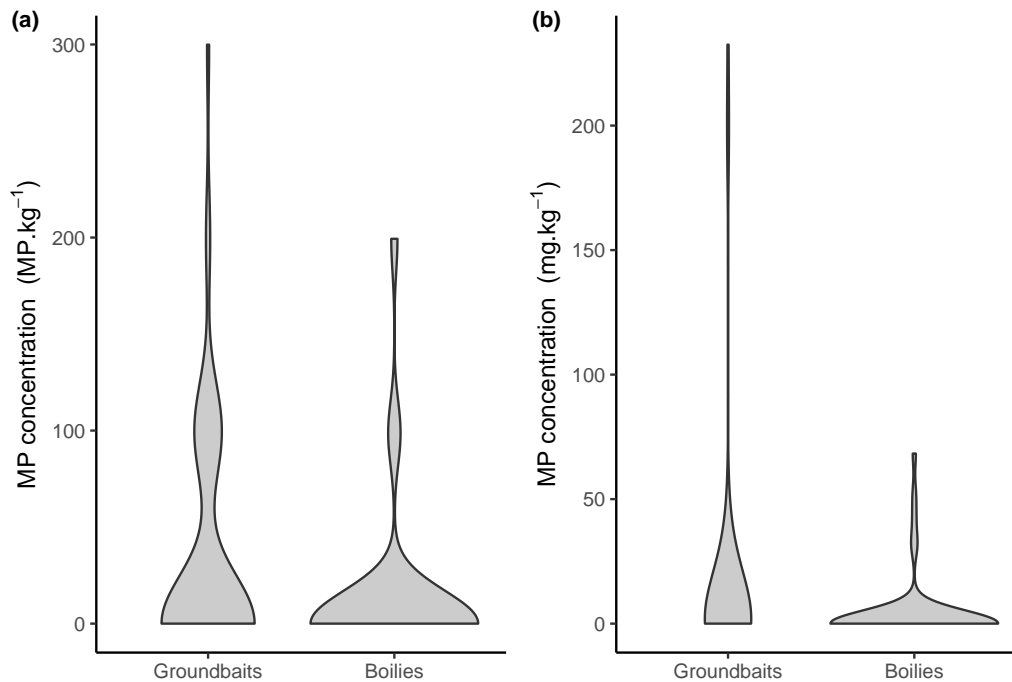 (a)
MP concentration (MP.kg⁻¹)
300
200
100
0
Groundbaits Boilies
(b)
MP concentration (mg.kg⁻¹)
200
150
100
50
0
Groundbaits Boilies